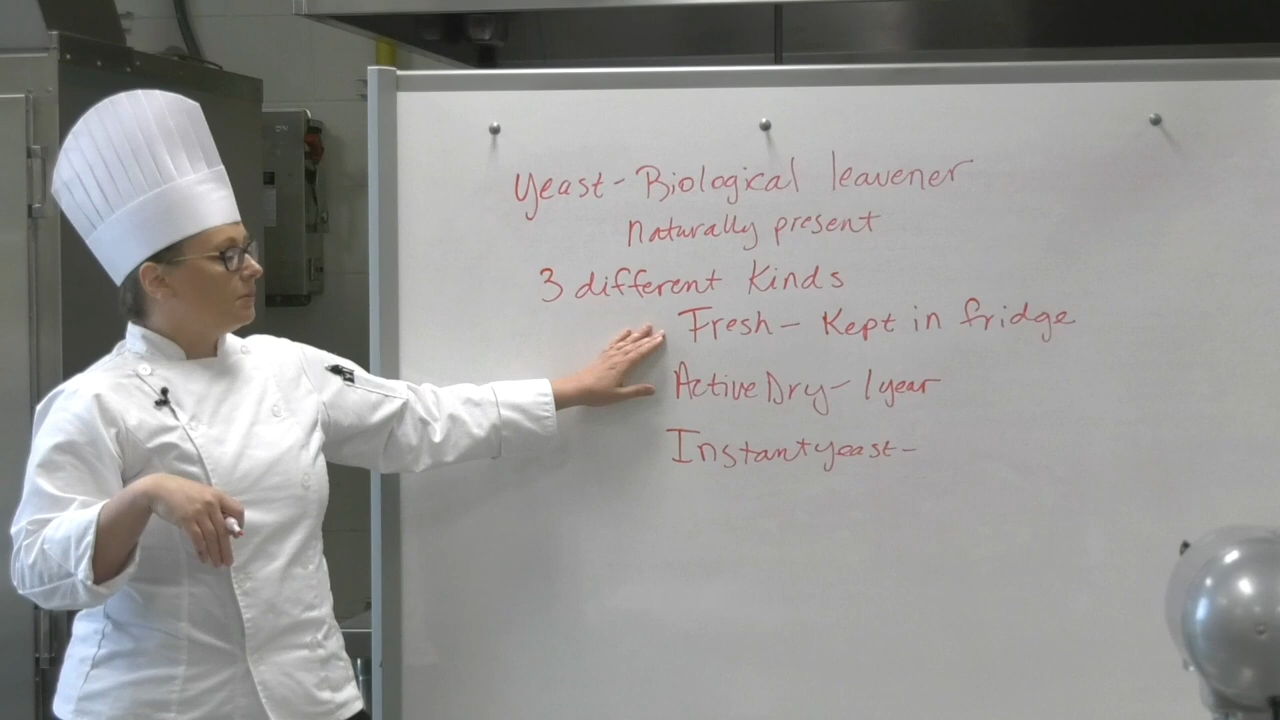 Yeast - Biological leavener
naturally present
3 different Kinds
Fresh - Kept in fridge
Active Dry - 1 year
Instant yeast -